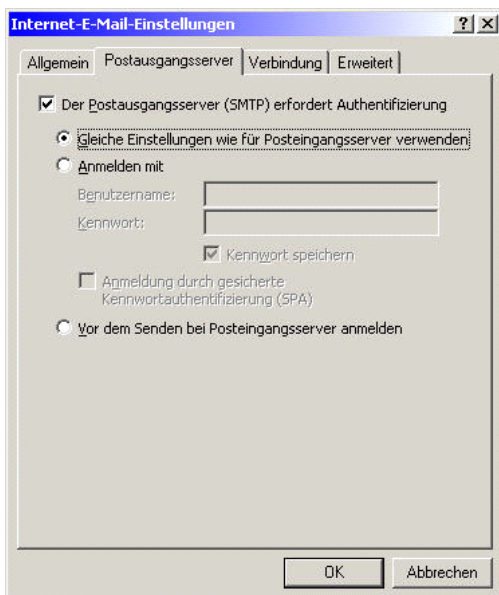 Internet-E-Mail-Einstellungen
Allgemein Postausgangsserver Verbindung Erweitert
Der Postausgangsserver (SMTP) erfordert Authentifizierung
Gleiche Einstellungen wie für Posteingangsserver verwenden
Anmelden mit
Benutzername:
Kennwort:
Kennwort speichern
Anmeldung durch gesicherte
Kennwortauthentifizierung (SPA)
Vor dem Senden bei Posteingangsserver anmelden
OK Abbrechen